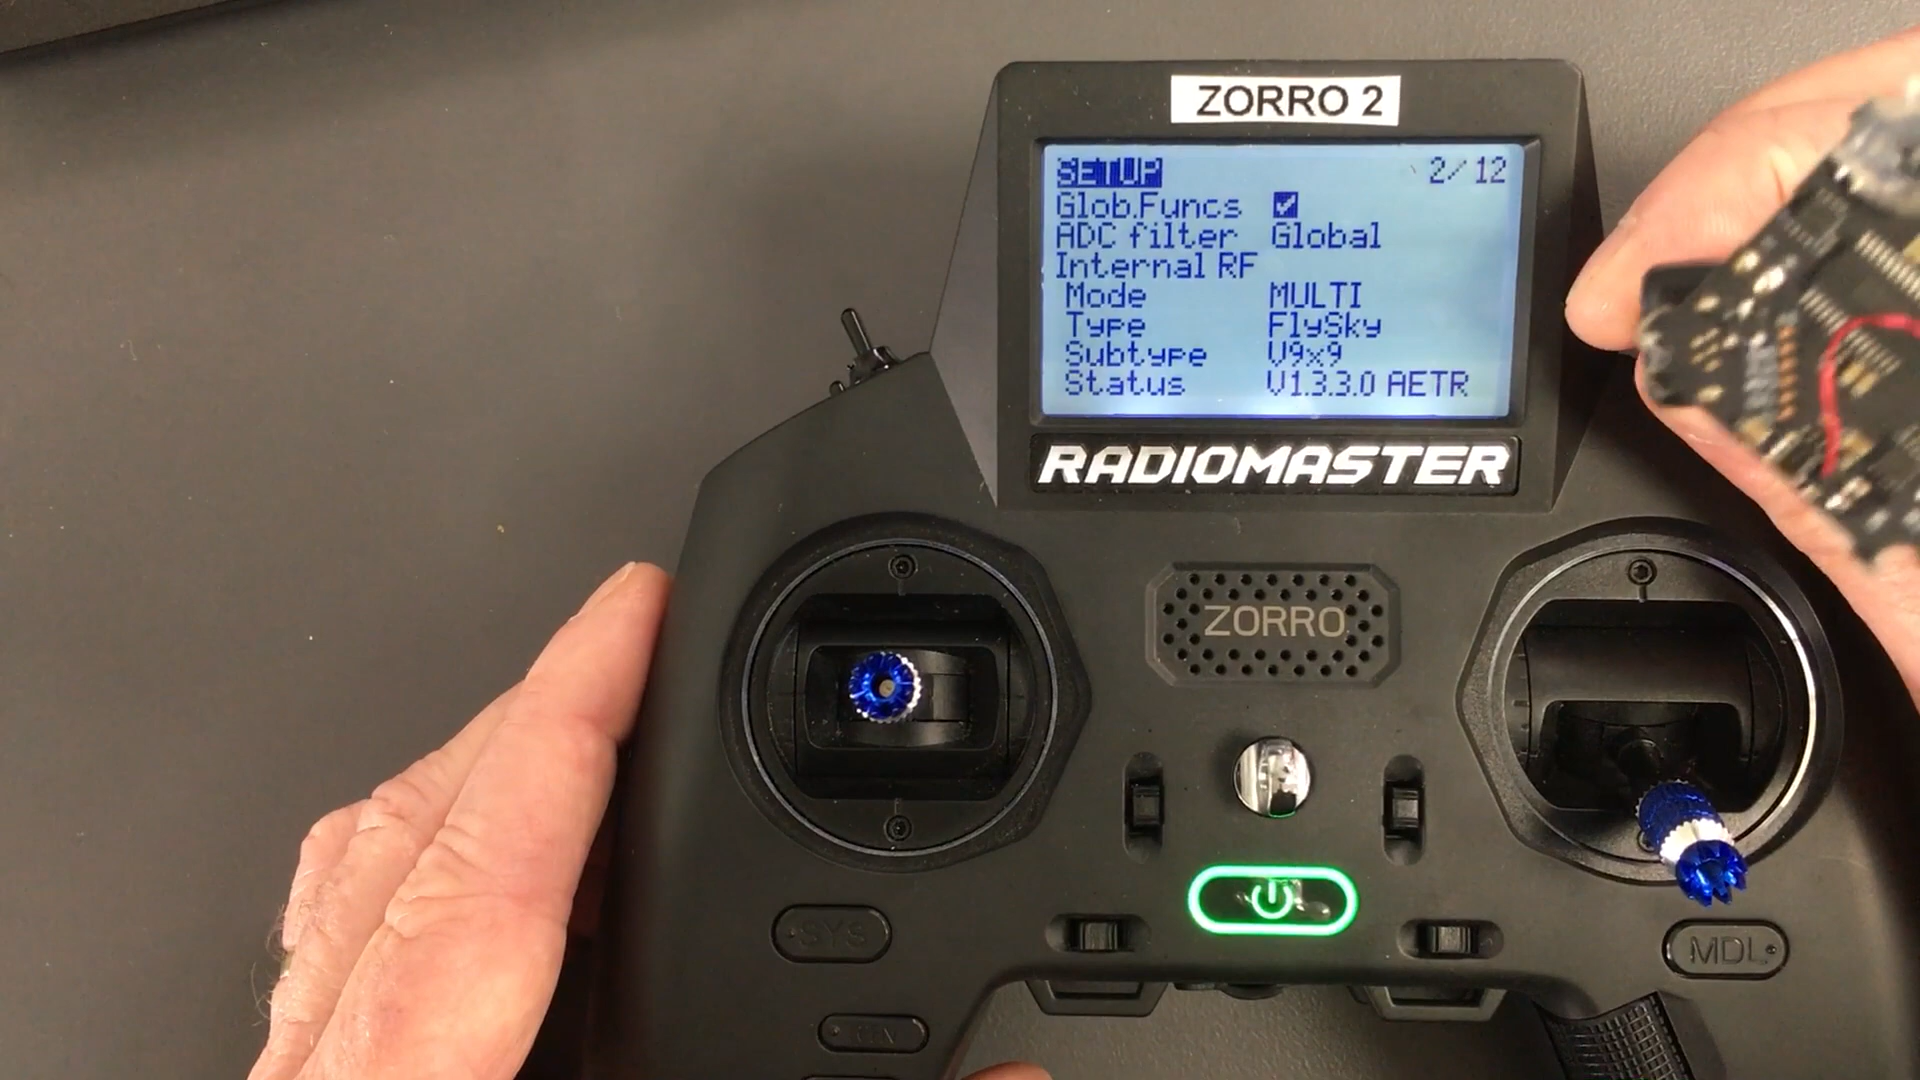 ZORRO 2
SETUP 2/12
Glob.Funcs
ADC filter Global
Internal RF
Mode MULTI
Type FlySky
Subtype V9x9
Status V1.3.3.0 AETR
RADIOMASTER
ZORRO
SYS
MDL